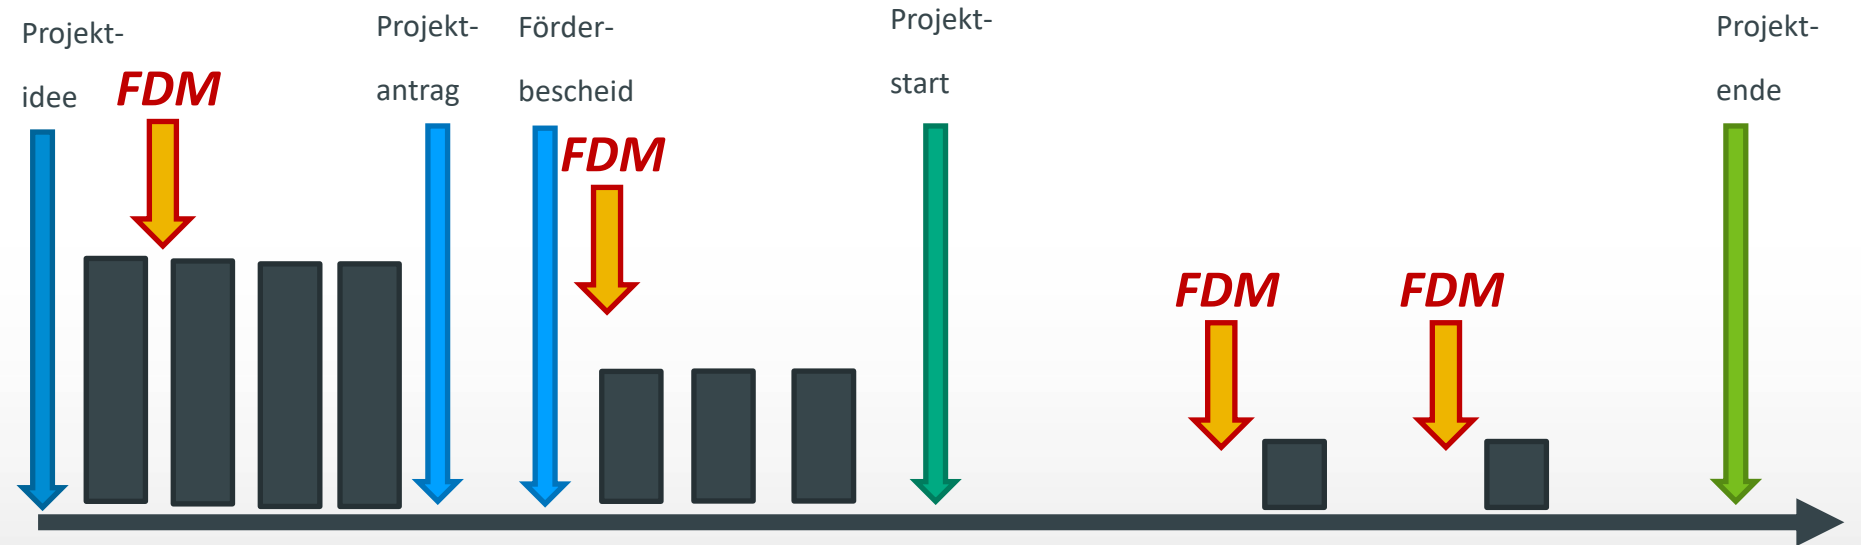 Projekt-
idee
FDM
Projekt-
antrag
Förder-
bescheid
FDM
Projekt-
start
FDM
FDM
Projekt-
ende